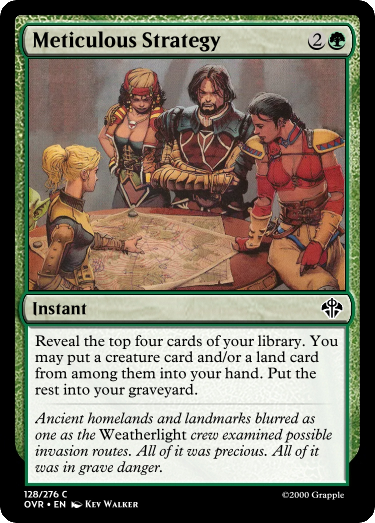 Meticulous Strategy 2
Instant
Reveal the top four cards of your library. You
may put a creature card and/or a land card
from among them into your hand. Put the
rest into your graveyard.
Ancient homelands and landmarks blurred as
one as the Weatherlight crew examined possible
invasion routes. All of it was precious. All of it
was in grave danger.
128/276 C
OVR • EN Key Walker
©2000 Grapple